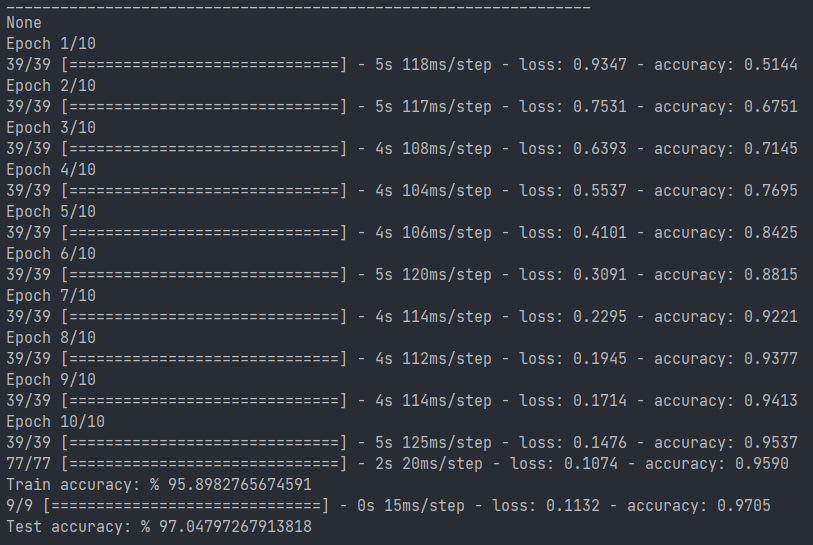 _________________________________________________________________
None
Epoch 1/10
39/39 [==============================] - 5s 118ms/step - loss: 0.9347 - accuracy: 0.5144
Epoch 2/10
39/39 [==============================] - 5s 117ms/step - loss: 0.7531 - accuracy: 0.6751
Epoch 3/10
39/39 [==============================] - 4s 108ms/step - loss: 0.6393 - accuracy: 0.7145
Epoch 4/10
39/39 [==============================] - 4s 104ms/step - loss: 0.5537 - accuracy: 0.7695
Epoch 5/10
39/39 [==============================] - 4s 106ms/step - loss: 0.4101 - accuracy: 0.8425
Epoch 6/10
39/39 [==============================] - 5s 120ms/step - loss: 0.3091 - accuracy: 0.8815
Epoch 7/10
39/39 [==============================] - 4s 114ms/step - loss: 0.2295 - accuracy: 0.9221
Epoch 8/10
39/39 [==============================] - 4s 112ms/step - loss: 0.1945 - accuracy: 0.9377
Epoch 9/10
39/39 [==============================] - 4s 114ms/step - loss: 0.1714 - accuracy: 0.9413
Epoch 10/10
39/39 [==============================] - 5s 125ms/step - loss: 0.1476 - accuracy: 0.9537
77/77 [==============================] - 2s 20ms/step - loss: 0.1074 - accuracy: 0.9590
Train accuracy: % 95.8982765674591
9/9 [==============================] - 0s 15ms/step - loss: 0.1132 - accuracy: 0.9705
Test accuracy: % 97.04797267913818